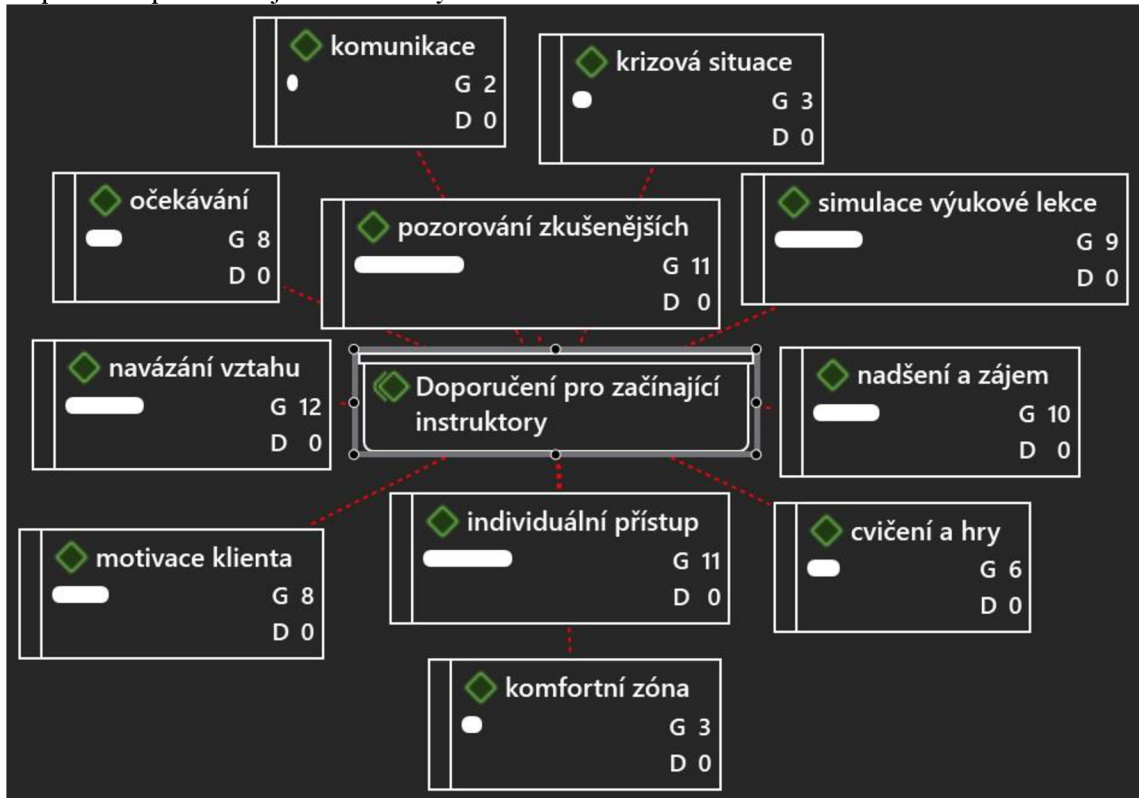 komunikace
G 2
D 0
krizová situace
G 3
D 0
očekávání
G 8
D 0
pozorování zkušenějších
G 11
D 0
simulace výukové lekce
G 9
D 0
navázání vztahu
G 12
D 0
Doporučení pro začínající
instruktory
nadšení a zájem
G 10
D 0
motivace klienta
G 8
D 0
individuální přístup
G 11
D 0
cvičení a hry
G 6
D 0
komfortní zóna
G 3
D 0